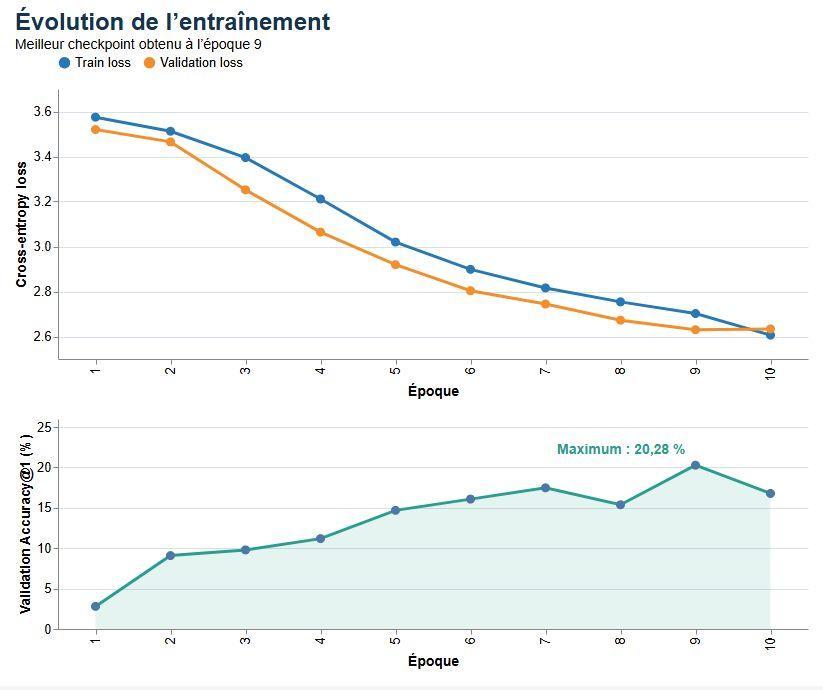 Évolution de l’entraînement
Meilleur checkpoint obtenu à l’époque 9
Train loss Validation loss
Cross-entropy loss
3.6
3.4
3.2
3.0
2.8
2.6
1 2 3 4 5 6 7 8 9 10
Époque
Validation Accuracy@1 (% )
25
20
15
10
5
0
Maximum : 20,28 %
1 2 3 4 5 6 7 8 9 10
Époque